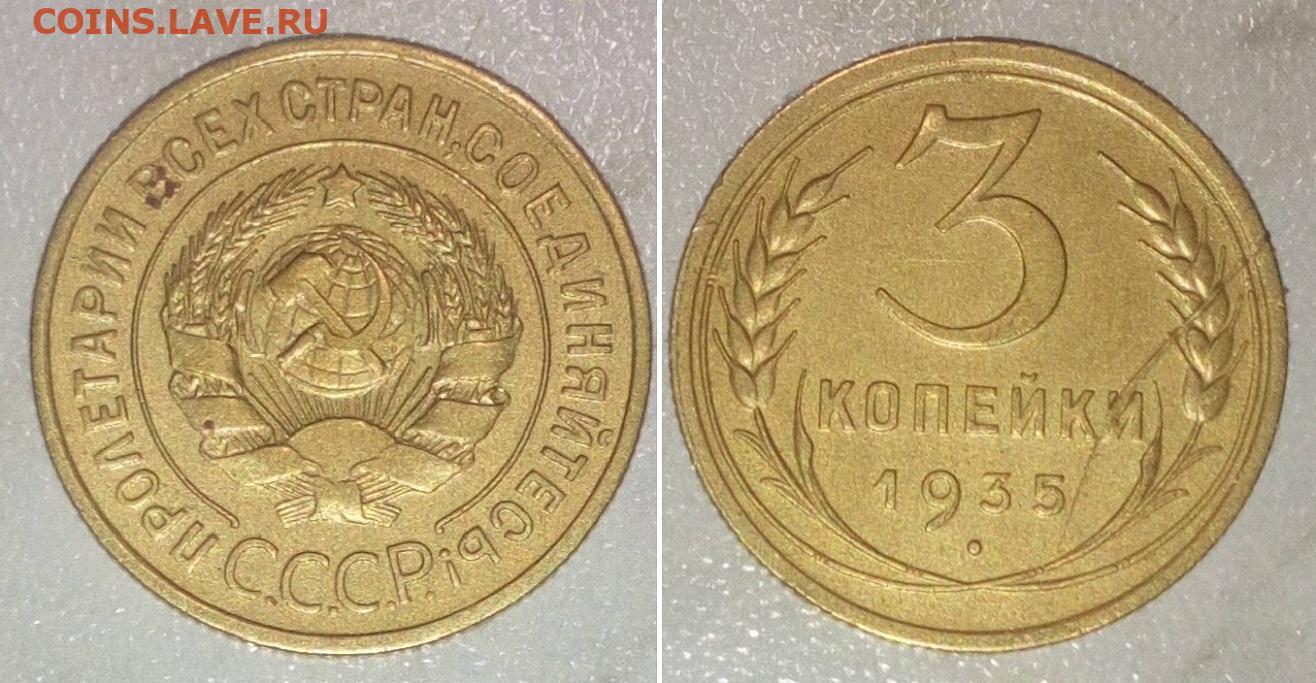 COINS.LAVE.RU
ПРОЛЕТАРИИ ВСЕХ СТРАН, СОЕДИНЯЙТЕСЬ!
С.С.С.Р.
3
КОПЕЙКИ
1935